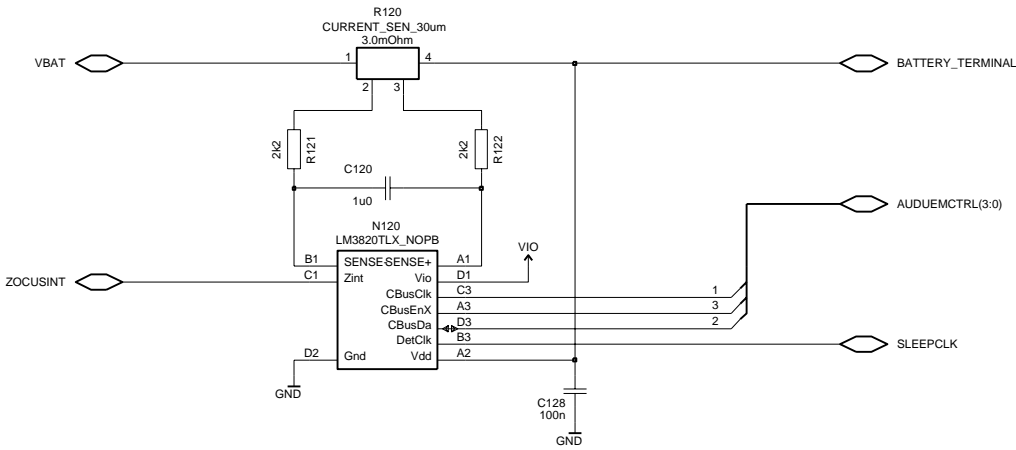 R120
CURRENT_SEN_30um
3.0mOhm
VBAT
1
4
BATTERY_TERMINAL
2
3
2k2
R121
2k2
R122
C120
1u0
AUDUEMCTRL(3:0)
N120
LM3820TLX_NOPB
VIO
B1
SENSE-
SENSE+
A1
ZOCUSINT
C1
Zint
Vio
D1
CBusClk
C3
1
CBusEnX
A3
3
CBusDa
D3
2
DetClk
B3
SLEEPCLK
D2
Gnd
Vdd
A2
GND
C128
100n
GND